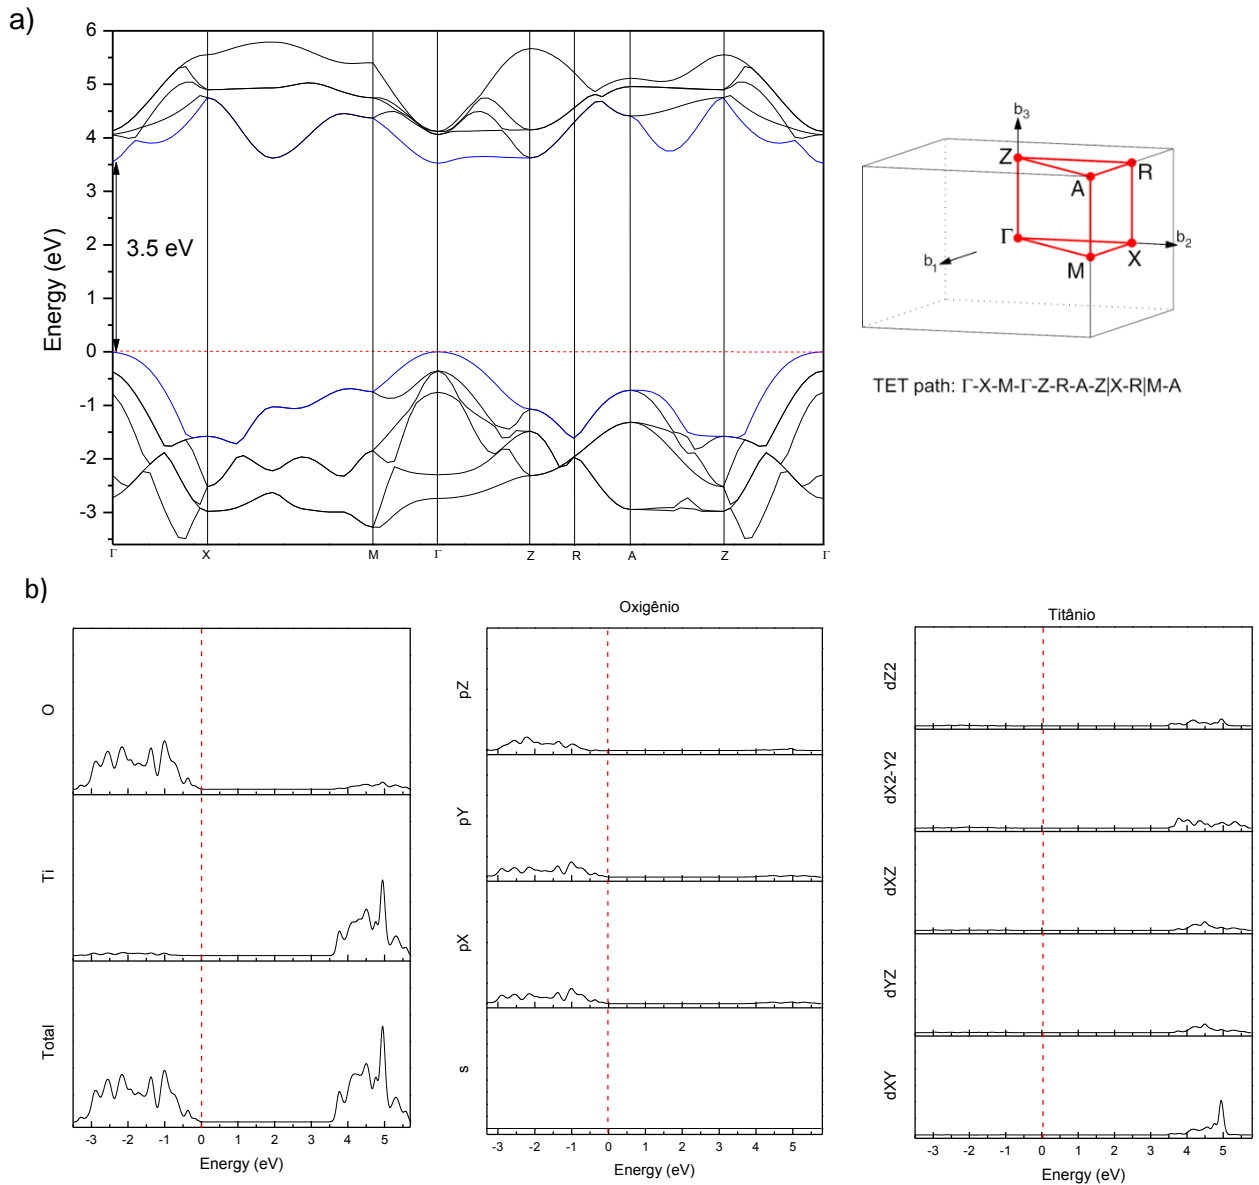 a)
6
5
4
3
2
1
0
-1
-2
-3
Energy (eV)
3.5 eV
Γ
X
M
Γ
Z
R
A
Z
Γ
b3
Z
R
A
Γ
b2
X
b1
M
TET path: Γ-X-M-Γ-Z-R-A-Z|X-R|M-A
b)
O
Ti
Total
-3 -2 -1 0 1 2 3 4 5
Energy (eV)
Oxigênio
pZ
pY
pX
s
-3 -2 -1 0 1 2 3 4 5
Energy (eV)
Titânio
dZ2
dX2-Y2
dXZ
dYZ
dXY
-3 -2 -1 0 1 2 3 4 5
Energy (eV)